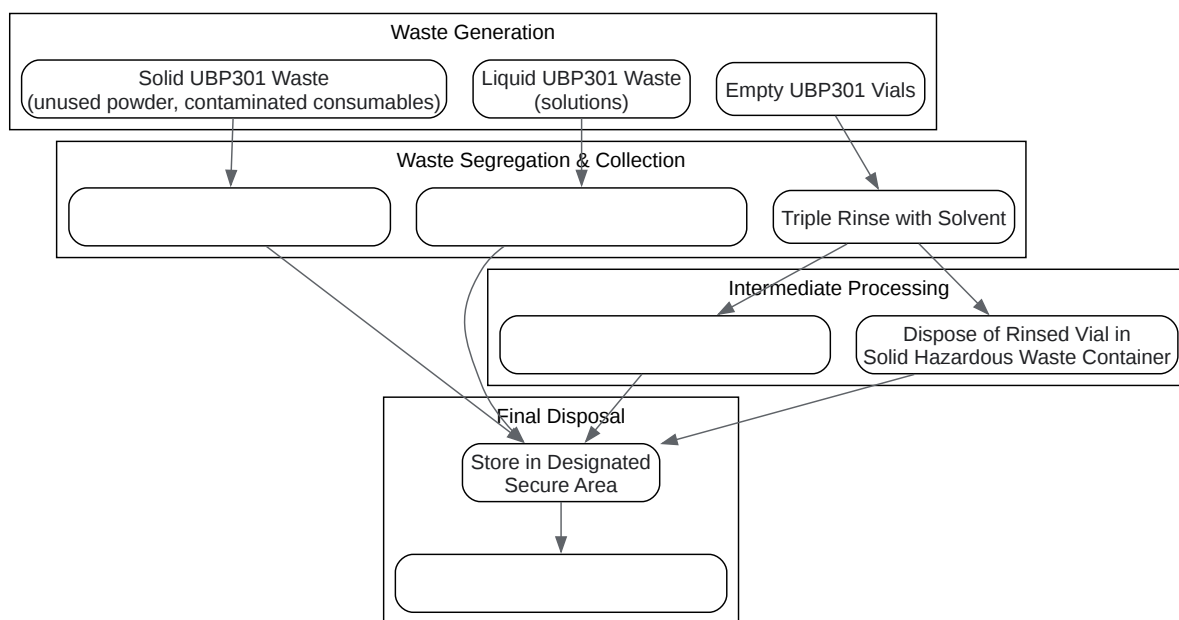 Waste Generation
Solid UBP301 Waste
(unused powder, contaminated consumables)
Liquid UBP301 Waste
(solutions)
Empty UBP301 Vials
Waste Segregation & Collection
Triple Rinse with Solvent
Intermediate Processing
Dispose of Rinsed Vial in
Solid Hazardous Waste Container
Final Disposal
Store in Designated
Secure Area